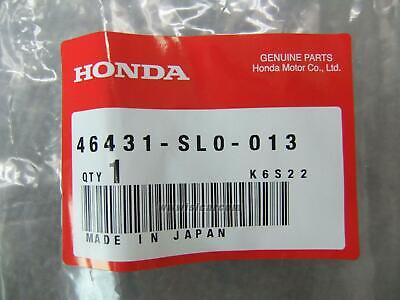 HONDA
GENUINE PARTS
Honda Motor Co., Ltd.
46431-SL0-013
QTY 1 K6S22
MADE IN JAPAN